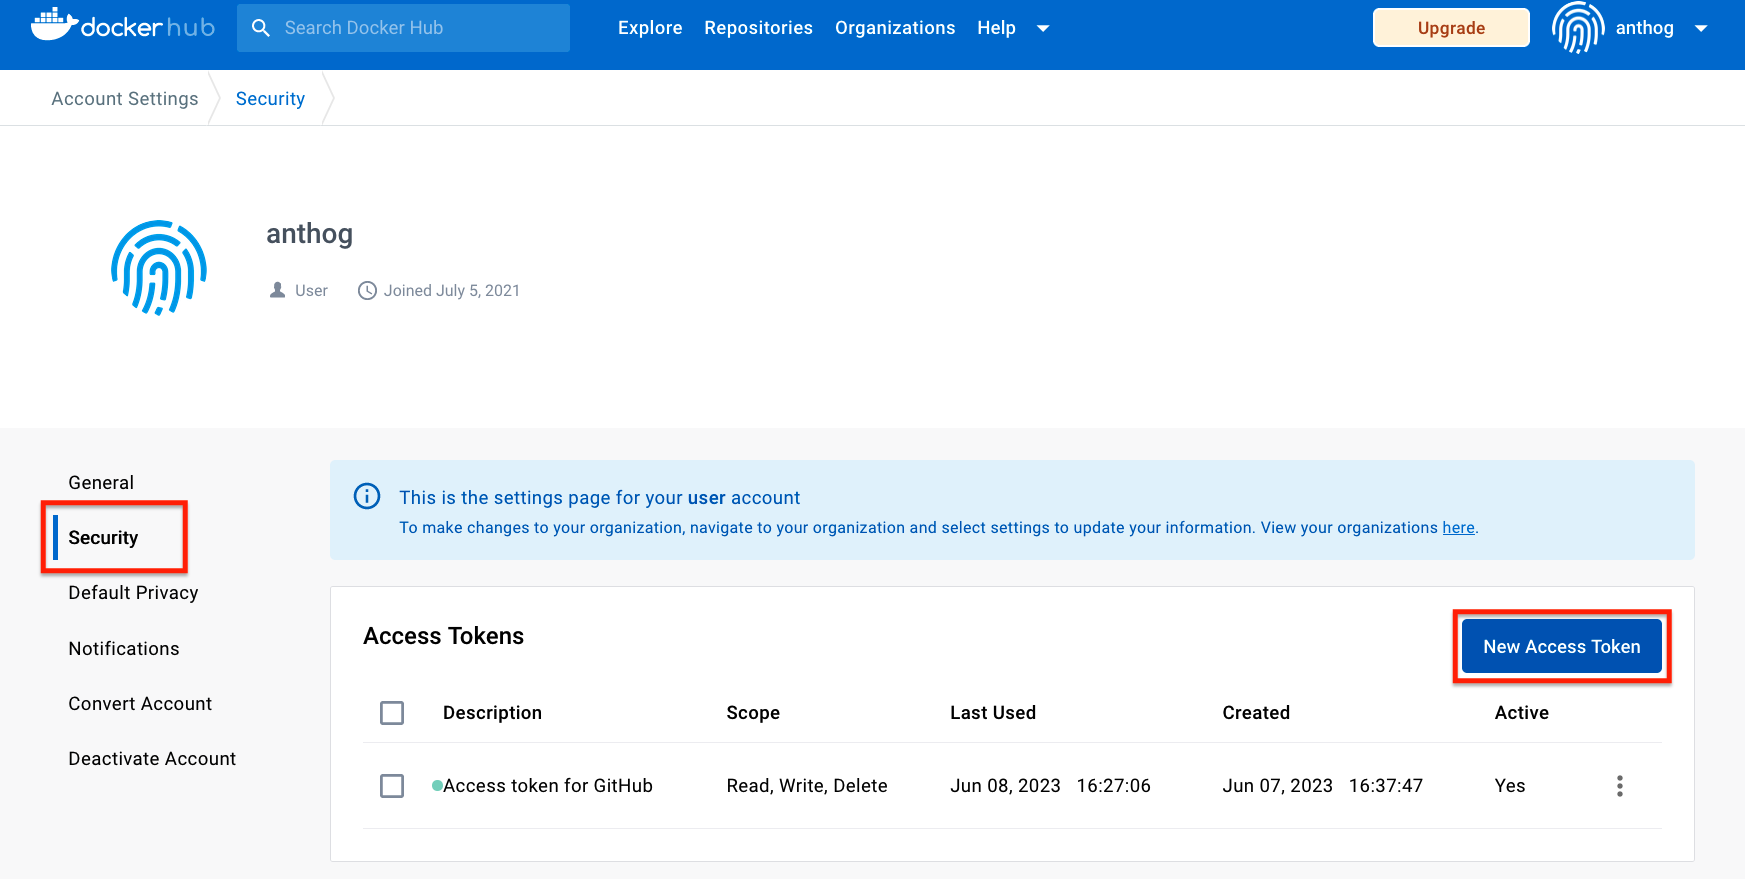 docker hub
Search Docker Hub
Explore Repositories Organizations Help
Upgrade
anthog
Account Settings
Security
anthog
User
Joined July 5, 2021
General
Security
Default Privacy
Notifications
Convert Account
Deactivate Account
This is the settings page for your user account
To make changes to your organization, navigate to your organization and select settings to update your information. View your organizations here.
Access Tokens
New Access Token
Description Scope Last Used Created Active
Access token for GitHub Read, Write, Delete Jun 08, 2023 16:27:06 Jun 07, 2023 16:37:47 Yes